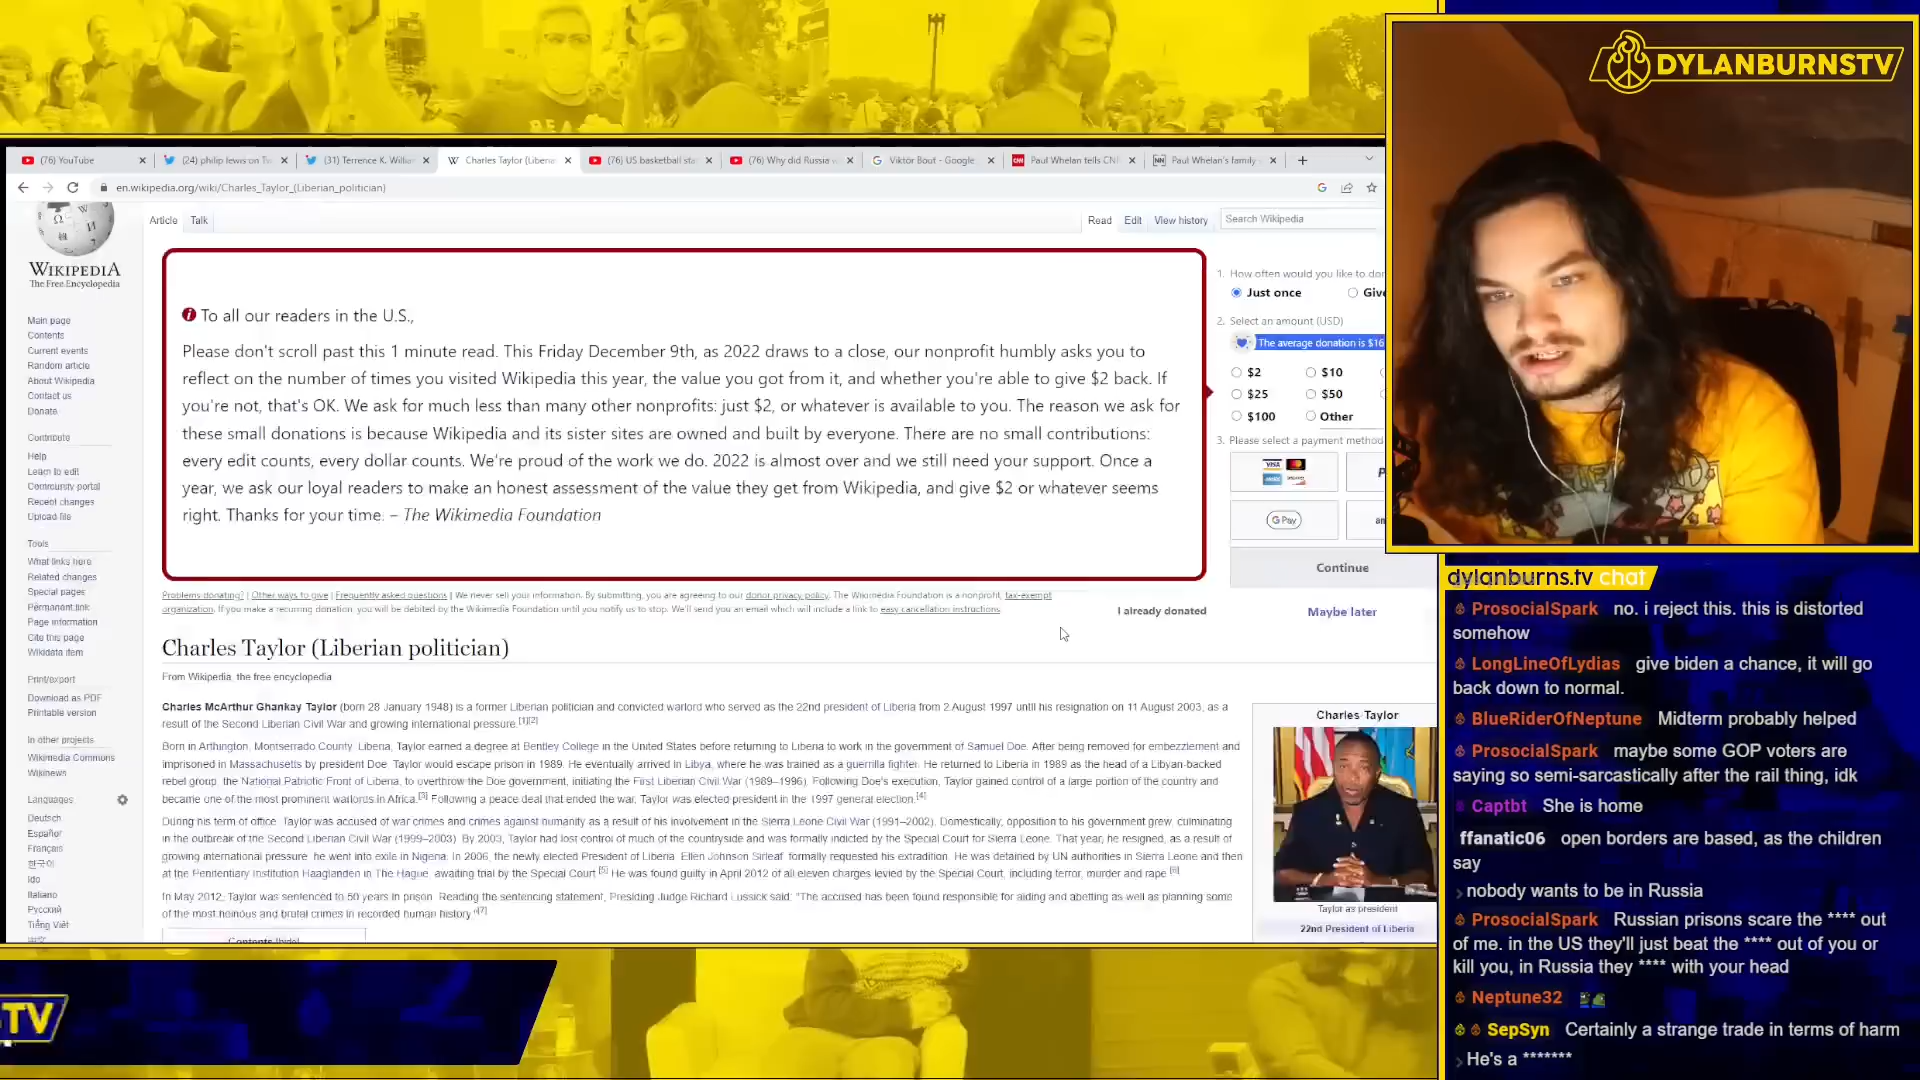 DYLANBURNSTV
(76) YouTube
(24) philip lewis on Tw
(31) Terrence K. William
Charles Taylor (Liberia
(76) US basketball sta
(76) Why did Russia w
Viktor Bout - Google
Paul Whelan tells CN
Paul Whelan's family
en.wikipedia.org/wiki/Charles_Taylor_(Liberian_politician)
Article
Talk
Read
Edit
View history
Search Wikipedia
WIKIPEDIA
The Free Encyclopedia
Main page
Contents
Current events
Random article
About Wikipedia
Contact us
Donate
Contribute
Help
Learn to edit
Community portal
Recent changes
Upload file
Tools
What links here
Related changes
Special pages
Permanent link
Page information
Cite this page
Wikidata item
Print/export
Download as PDF
Printable version
In other projects
Wikimedia Commons
Wikinews
Languages
Deutsch
Español
Français
한국어
Ido
Italiano
Русский
Tiếng Việt
中文
To all our readers in the U.S.,
Please don't scroll past this 1 minute read. This Friday December 9th, as 2022 draws to a close, our nonprofit humbly asks you to
reflect on the number of times you visited Wikipedia this year, the value you got from it, and whether you're able to give $2 back. If
you're not, that's OK. We ask for much less than many other nonprofits: just $2, or whatever is available to you. The reason we ask for
these small donations is because Wikipedia and its sister sites are owned and built by everyone. There are no small contributions:
every edit counts, every dollar counts. We're proud of the work we do. 2022 is almost over and we still need your support. Once a
year, we ask our loyal readers to make an honest assessment of the value they get from Wikipedia, and give $2 or whatever seems
right. Thanks for your time. – The Wikimedia Foundation
1. How often would you like to don
Just once
Give
2. Select an amount (USD)
The average donation is $16
$2
$10
$25
$50
$100
Other
3. Please select a payment method
VISA
G Pay
Continue
I already donated
Maybe later
Problems donating? | Other ways to give | Frequently asked questions | We never sell your information. By submitting, you are agreeing to our donor privacy policy. The Wikimedia Foundation is a nonprofit, tax-exempt
organization. If you make a recurring donation, you will be debited by the Wikimedia Foundation until you notify us to stop. We'll send you an email which will include a link to easy cancellation instructions.
Charles Taylor (Liberian politician)
From Wikipedia, the free encyclopedia
Charles McArthur Ghankay Taylor (born 28 January 1948) is a former Liberian politician and convicted warlord who served as the 22nd president of Liberia from 2 August 1997 until his resignation on 11 August 2003, as a
result of the Second Liberian Civil War and growing international pressure.[1][2]
Born in Arthington, Montserrado County, Liberia, Taylor earned a degree at Bentley College in the United States before returning to Liberia to work in the government of Samuel Doe. After being removed for embezzlement and
imprisoned in Massachusetts by president Doe, Taylor would escape prison in 1989. He eventually arrived in Libya, where he was trained as a guerrilla fighter. He returned to Liberia in 1989 as the head of a Libyan-backed
rebel group, the National Patriotic Front of Liberia, to overthrow the Doe government, initiating the First Liberian Civil War (1989–1996). Following Doe's execution, Taylor gained control of a large portion of the country and
became one of the most prominent warlords in Africa.[3] Following a peace deal that ended the war, Taylor was elected president in the 1997 general election.[4]
During his term of office, Taylor was accused of war crimes and crimes against humanity as a result of his involvement in the Sierra Leone Civil War (1991–2002). Domestically, opposition to his government grew, culminating
in the outbreak of the Second Liberian Civil War (1999–2003). By 2003, Taylor had lost control of much of the countryside and was formally indicted by the Special Court for Sierra Leone. That year, he resigned, as a result of
growing international pressure; he went into exile in Nigeria. In 2006, the newly elected President of Liberia, Ellen Johnson Sirleaf, formally requested his extradition. He was detained by UN authorities in Sierra Leone and then
at the Penitentiary Institution Haaglanden in The Hague, awaiting trial by the Special Court.[5] He was found guilty in April 2012 of all eleven charges levied by the Special Court, including terror, murder and rape.[6]
In May 2012, Taylor was sentenced to 50 years in prison. Reading the sentencing statement, Presiding Judge Richard Lussick said: "The accused has been found responsible for aiding and abetting as well as planning some
of the most heinous and brutal crimes in recorded human history."[7]
Contents [hide]
Charles Taylor
Taylor as president
22nd President of Liberia
dylanburns.tv chat
ProsocialSpark no. i reject this. this is distorted
somehow
LongLineOfLydias give biden a chance, it will go
back down to normal.
BlueRiderOfNeptune Midterm probably helped
ProsocialSpark maybe some GOP voters are
saying so semi-sarcastically after the rail thing, idk
Captbt She is home
ffanatic06 open borders are based, as the children
say
nobody wants to be in Russia
ProsocialSpark Russian prisons scare the **** out
of me. in the US they'll just beat the **** out of you or
kill you, in Russia they **** with your head
Neptune32
SepSyn Certainly a strange trade in terms of harm
He's a *******
TV